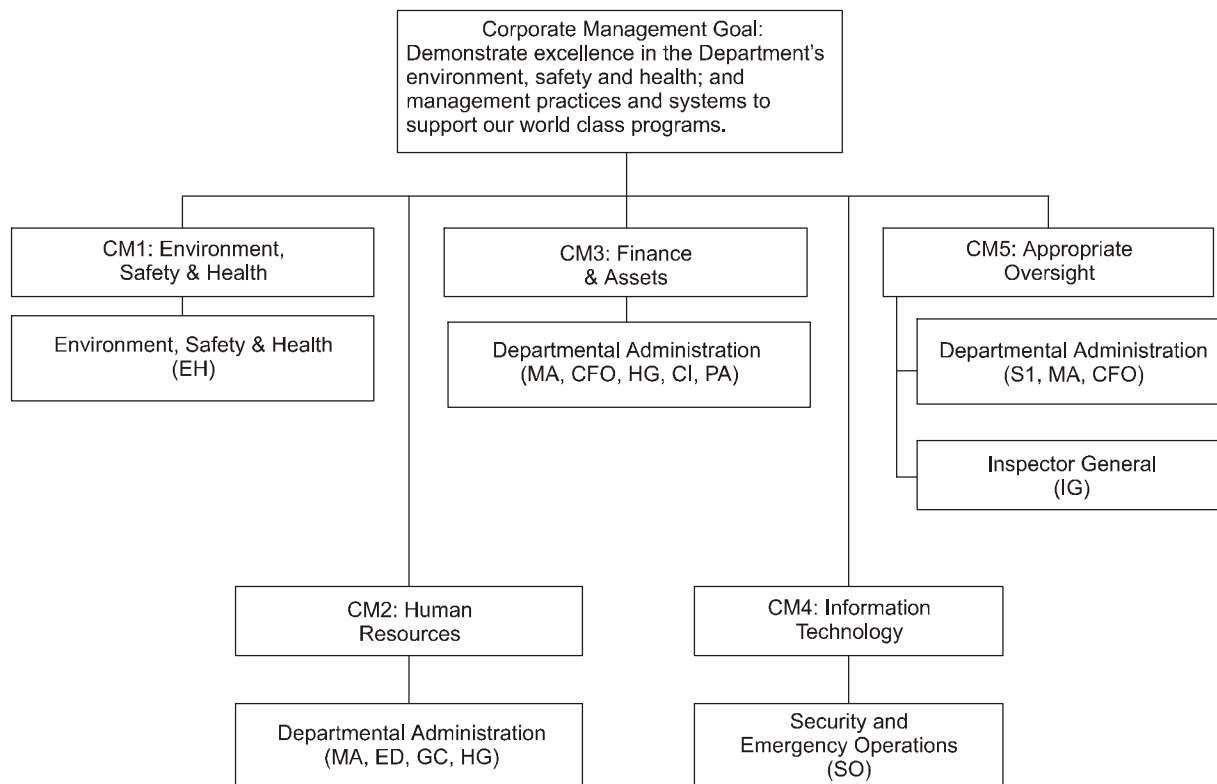 Corporate Management Goal:
Demonstrate excellence in the Department's
environment, safety and health; and
management practices and systems to
support our world class programs.
CM1: Environment,
Safety & Health
Environment, Safety & Health
(EH)
CM3: Finance
& Assets
Departmental Administration
(MA, CFO, HG, CI, PA)
CM5: Appropriate
Oversight
Departmental Administration
(S1, MA, CFO)
Inspector General
(IG)
CM2: Human
Resources
Departmental Administration
(MA, ED, GC, HG)
CM4: Information
Technology
Security and
Emergency Operations
(SO)